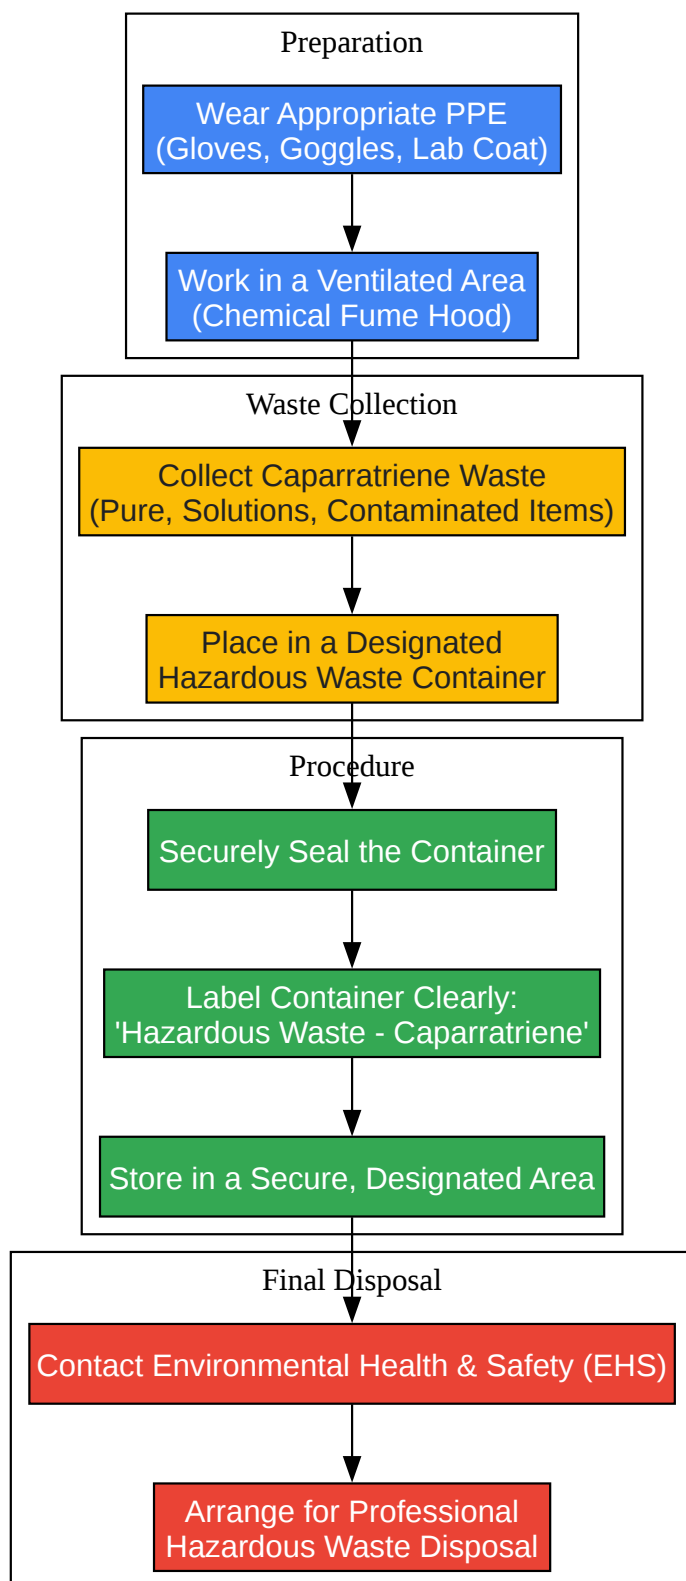 Preparation
Wear Appropriate PPE
(Gloves, Goggles, Lab Coat)
Work in a Ventilated Area
(Chemical Fume Hood)
Waste Collection
Collect Caparratriene Waste
(Pure, Solutions, Contaminated Items)
Place in a Designated
Hazardous Waste Container
Procedure
Securely Seal the Container
Label Container Clearly:
'Hazardous Waste - Caparratriene'
Store in a Secure, Designated Area
Final Disposal
Contact Environmental Health & Safety (EHS)
Arrange for Professional
Hazardous Waste Disposal